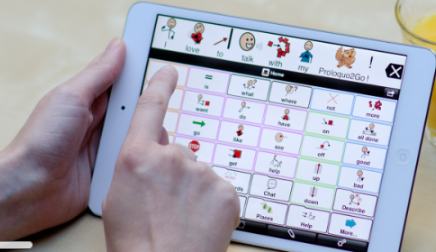 I love to talk with my Proloquo2Go! !
Home
is what where not more
want do have on all done
go like see off good
get help up bad
Chat down Describe
Places Help More...